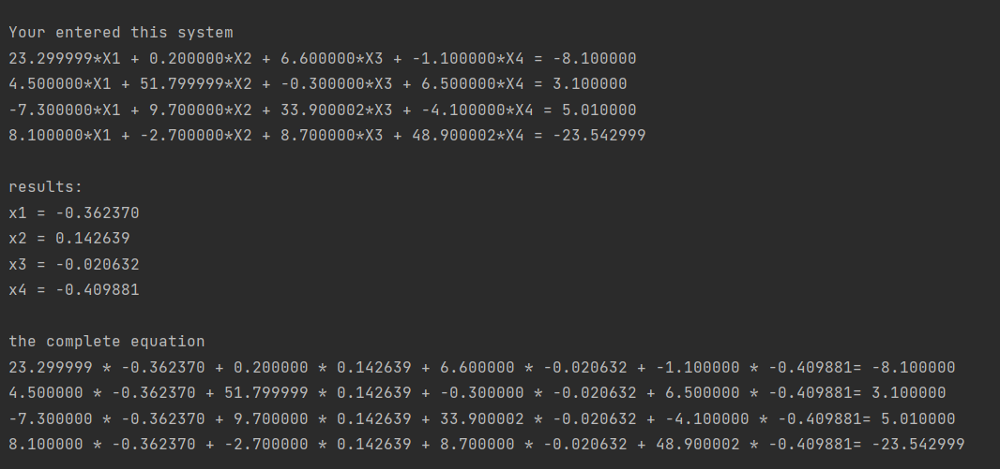 Your entered this system
23.299999*X1 + 0.200000*X2 + 6.600000*X3 + -1.100000*X4 = -8.100000
4.500000*X1 + 51.799999*X2 + -0.300000*X3 + 6.500000*X4 = 3.100000
-7.300000*X1 + 9.700000*X2 + 33.900002*X3 + -4.100000*X4 = 5.010000
8.100000*X1 + -2.700000*X2 + 8.700000*X3 + 48.900002*X4 = -23.542999
results:
x1 = -0.362370
x2 = 0.142639
x3 = -0.020632
x4 = -0.409881
the complete equation
23.299999 * -0.362370 + 0.200000 * 0.142639 + 6.600000 * -0.020632 + -1.100000 * -0.409881= -8.100000
4.500000 * -0.362370 + 51.799999 * 0.142639 + -0.300000 * -0.020632 + 6.500000 * -0.409881= 3.100000
-7.300000 * -0.362370 + 9.700000 * 0.142639 + 33.900002 * -0.020632 + -4.100000 * -0.409881= 5.010000
8.100000 * -0.362370 + -2.700000 * 0.142639 + 8.700000 * -0.020632 + 48.900002 * -0.409881= -23.542999